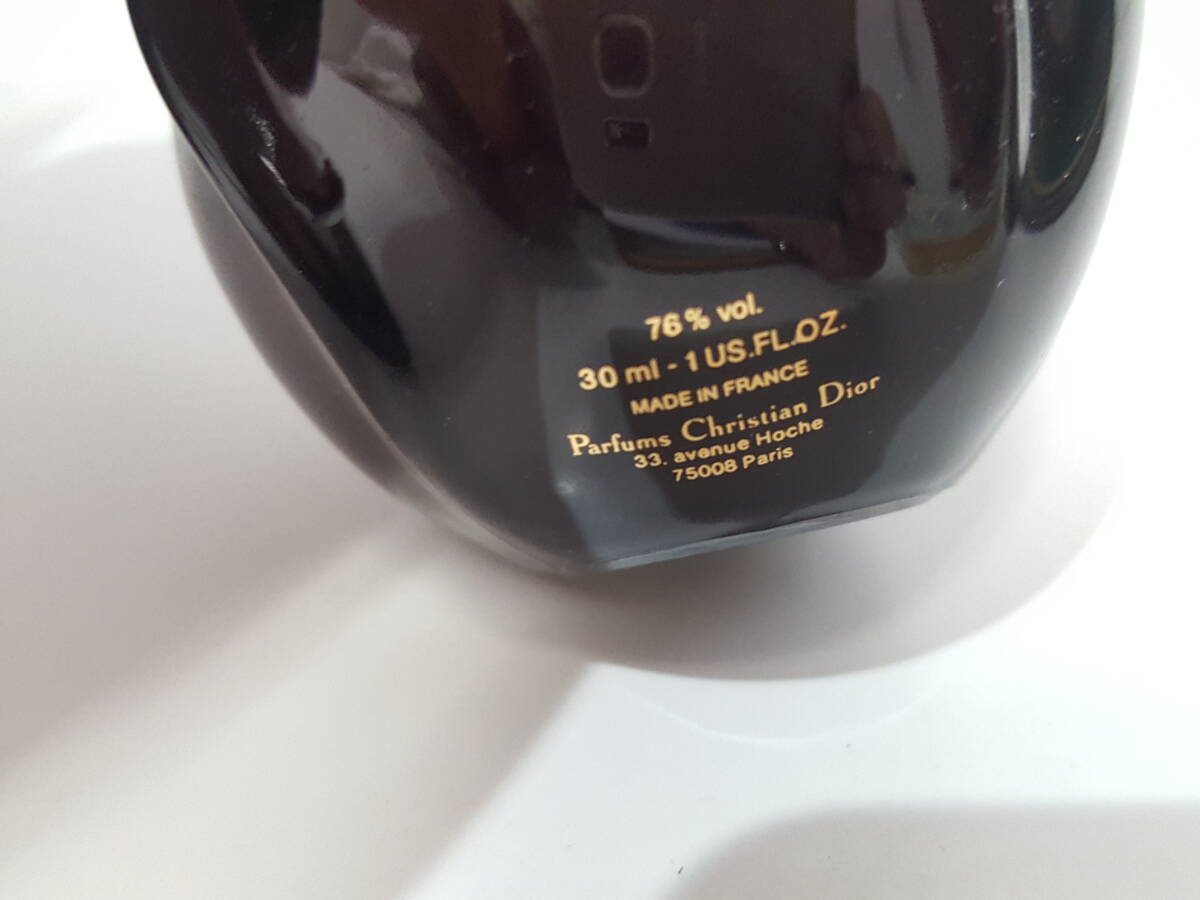 76% vol.
30 ml - 1 US.FL.OZ.
MADE IN FRANCE
Parfums Christian Dior
33. avenue Hoche
75008 Paris